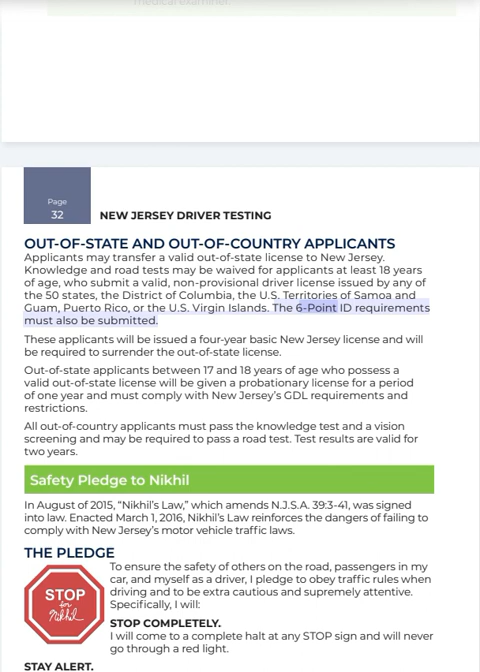 medical examiner.
Page
32
NEW JERSEY DRIVER TESTING
OUT-OF-STATE AND OUT-OF-COUNTRY APPLICANTS
Applicants may transfer a valid out-of-state license to New Jersey.
Knowledge and road tests may be waived for applicants at least 18 years
of age, who submit a valid, non-provisional driver license issued by any of
the 50 states, the District of Columbia, the U.S. Territories of Samoa and
Guam, Puerto Rico, or the U.S. Virgin Islands. The 6-Point ID requirements
must also be submitted.
These applicants will be issued a four-year basic New Jersey license and will
be required to surrender the out-of-state license.
Out-of-state applicants between 17 and 18 years of age who possess a
valid out-of-state license will be given a probationary license for a period
of one year and must comply with New Jersey's GDL requirements and
restrictions.
All out-of-country applicants must pass the knowledge test and a vision
screening and may be required to pass a road test. Test results are valid for
two years.
Safety Pledge to Nikhil
In August of 2015, “Nikhil's Law,” which amends N.J.S.A. 39:3-41, was signed
into law. Enacted March 1, 2016, Nikhil's Law reinforces the dangers of failing to
comply with New Jersey's motor vehicle traffic laws.
THE PLEDGE
To ensure the safety of others on the road, passengers in my
car, and myself as a driver, I pledge to obey traffic rules when
driving and to be extra cautious and supremely attentive.
Specifically, I will:
STOP
for
Nikhil
STOP COMPLETELY.
I will come to a complete halt at any STOP sign and will never
go through a red light.
STAY ALERT.